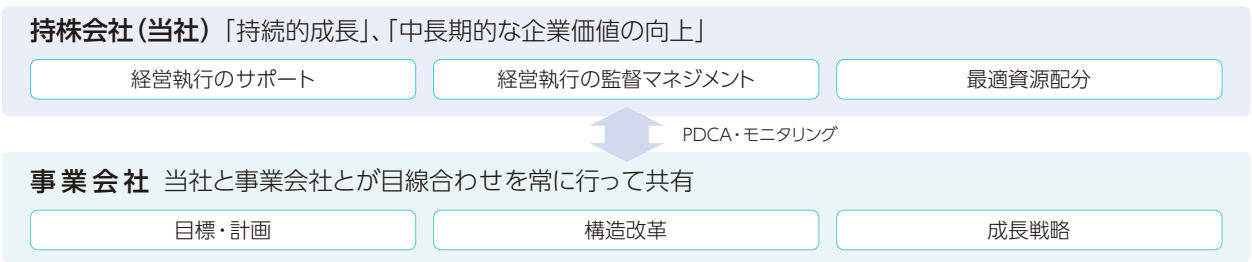 持株会社（当社）「持続的成長」、「中長期的な企業価値の向上」
経営執行のサポート
経営執行の監督マネジメント
最適資源配分
PDCA・モニタリング
事業会社 当社と事業会社とが目線合わせを常に行って共有
目標・計画
構造改革
成長戦略